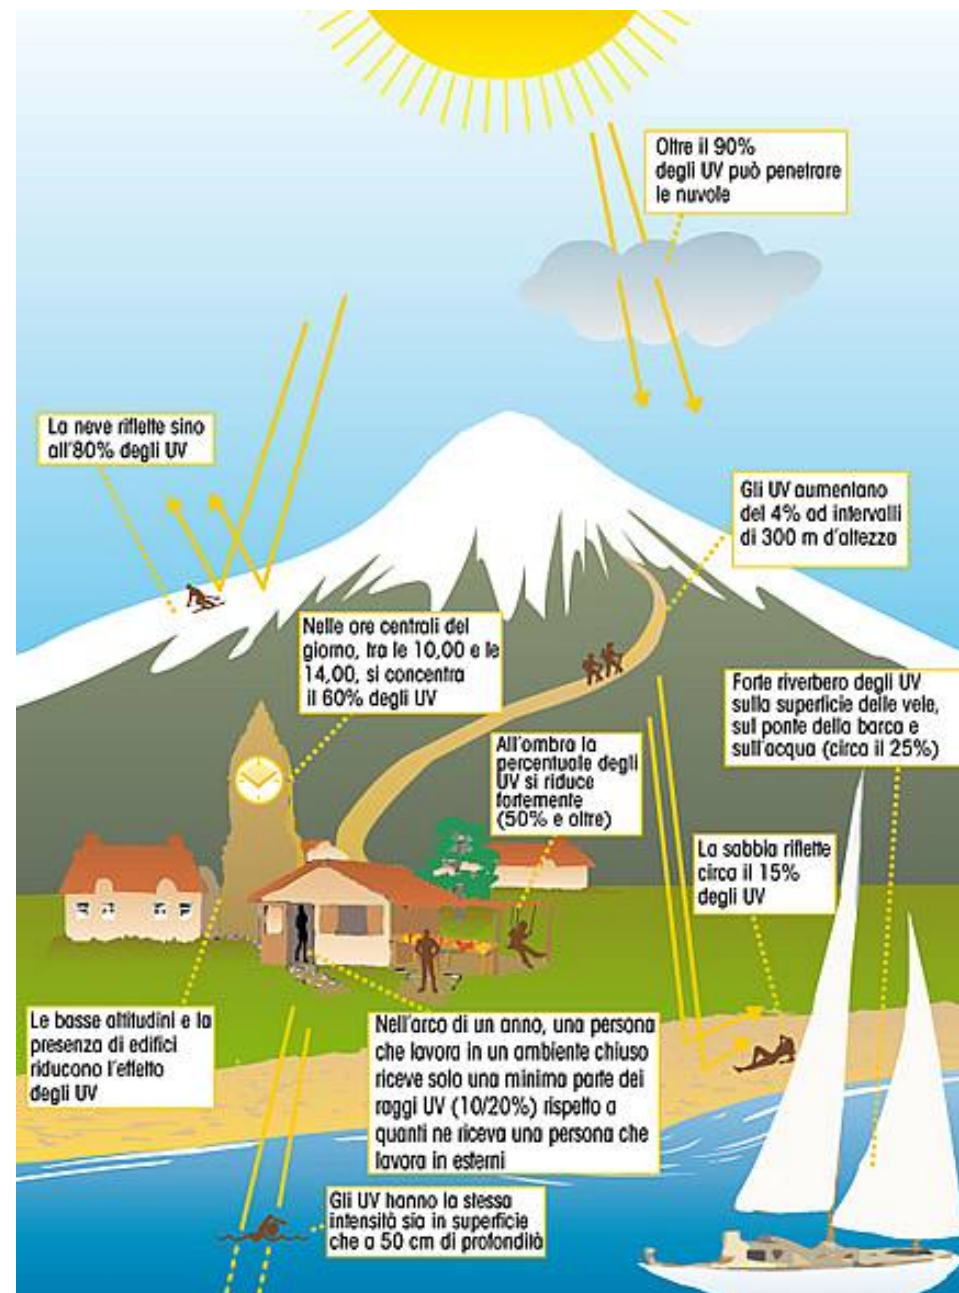 Oltre il 90%
degli UV può penetrare
le nuvole
La neve riflette sino
all'80% degli UV
Gli UV aumentano
del 4% ad intervalli
di 300 m d'altezza
Nelle ore centrali del
giorno, tra le 10,00 e le
14,00, si concentra
il 60% degli UV
Forte riverbero degli UV
sulla superficie delle vele,
sul ponte della barca e
sull'acqua (circa il 25%)
All'ombra la
percentuale degli
UV si riduce
fortemente
(50% e oltre)
La sabbia riflette
circa il 15%
degli UV
Le basse altitudini e la
presenza di edifici
riducono l'effetto
degli UV
Nell'arco di un anno, una persona
che lavora in un ambiente chiuso
riceve solo una minima parte dei
raggi UV (10/20%) rispetto a
quanti ne riceva una persona che
lavora in esterni
Gli UV hanno la stessa
intensità sia in superficie
che a 50 cm di profondità